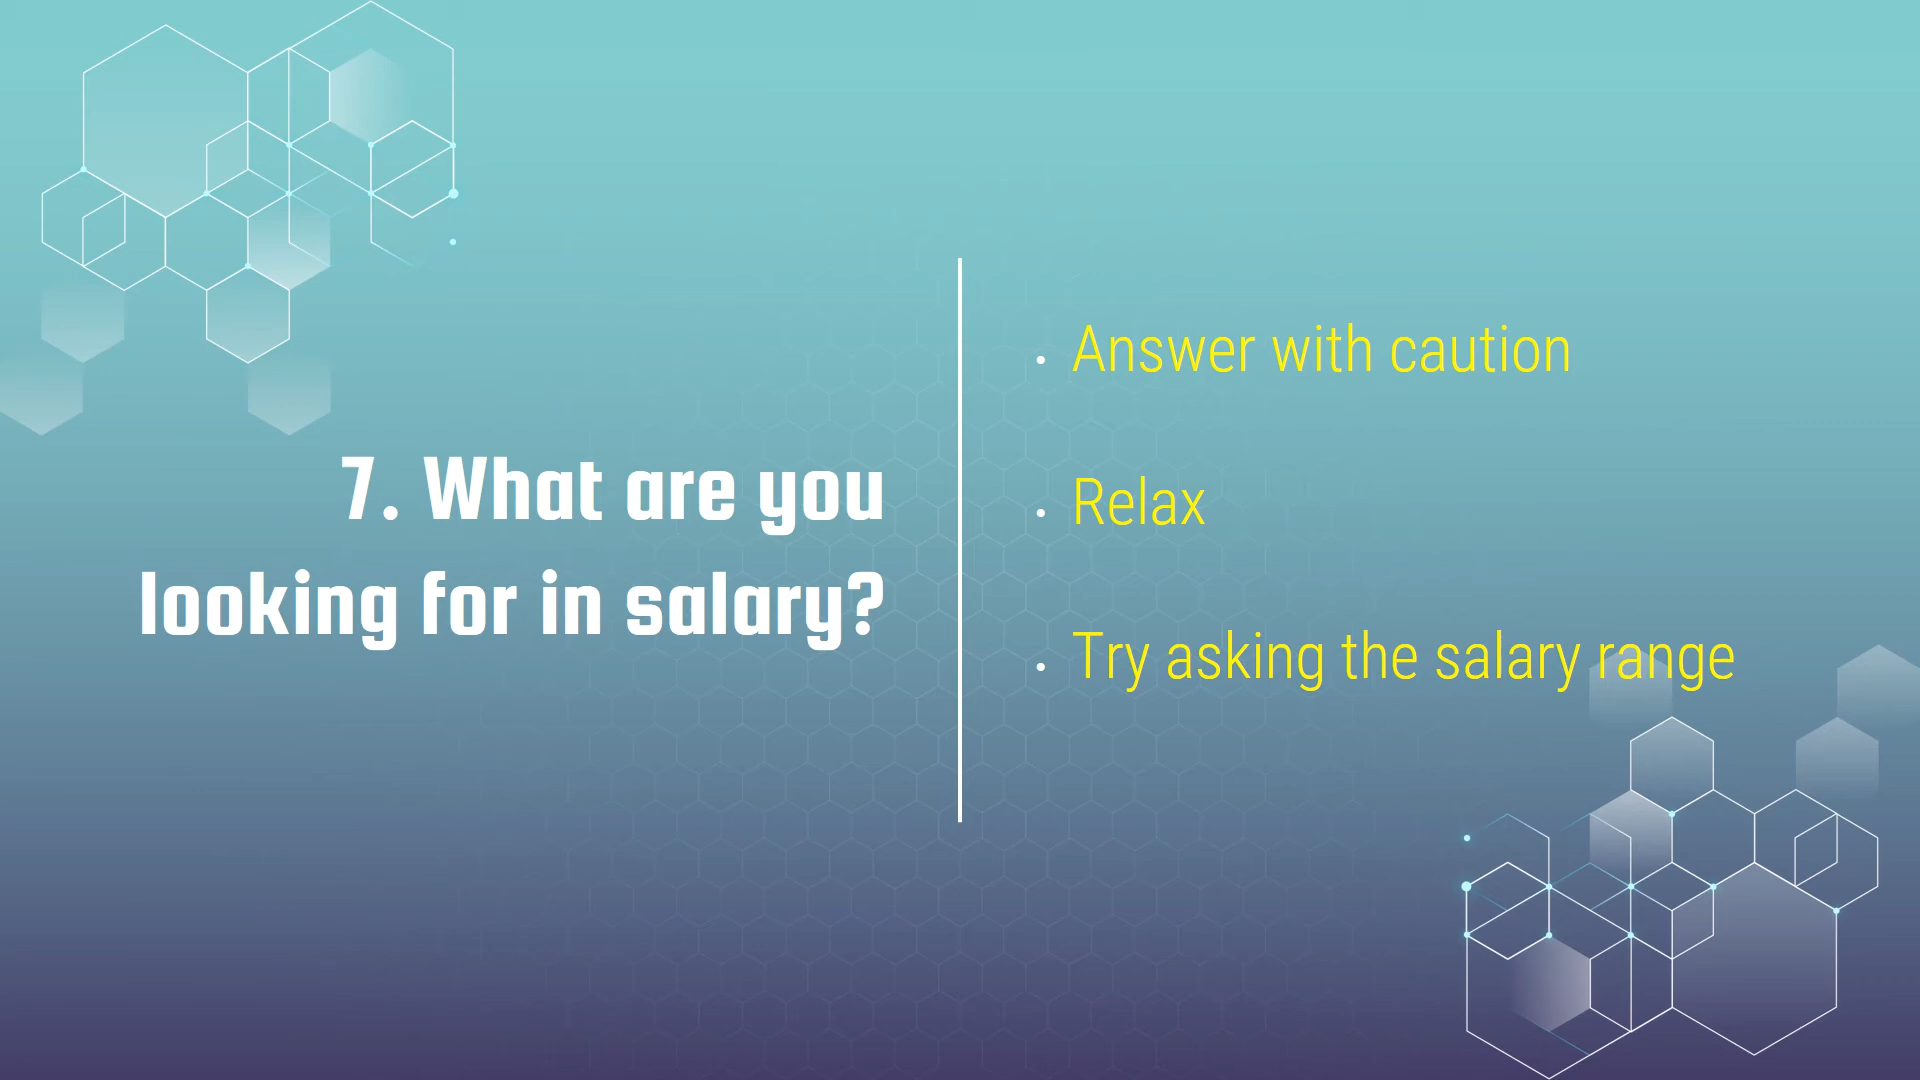 7. What are you
looking for in salary?
• Answer with caution
• Relax
• Try asking the salary range